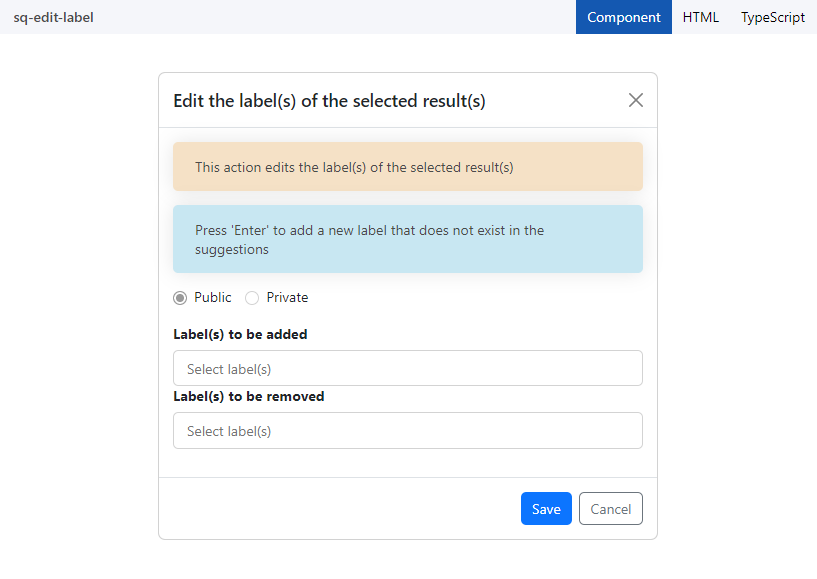 sq-edit-label
Component
HTML
TypeScript
Edit the label(s) of the selected result(s)
This action edits the label(s) of the selected result(s)
Press 'Enter' to add a new label that does not exist in the
suggestions
Public
Private
Label(s) to be added
Select label(s)
Label(s) to be removed
Select label(s)
Save
Cancel